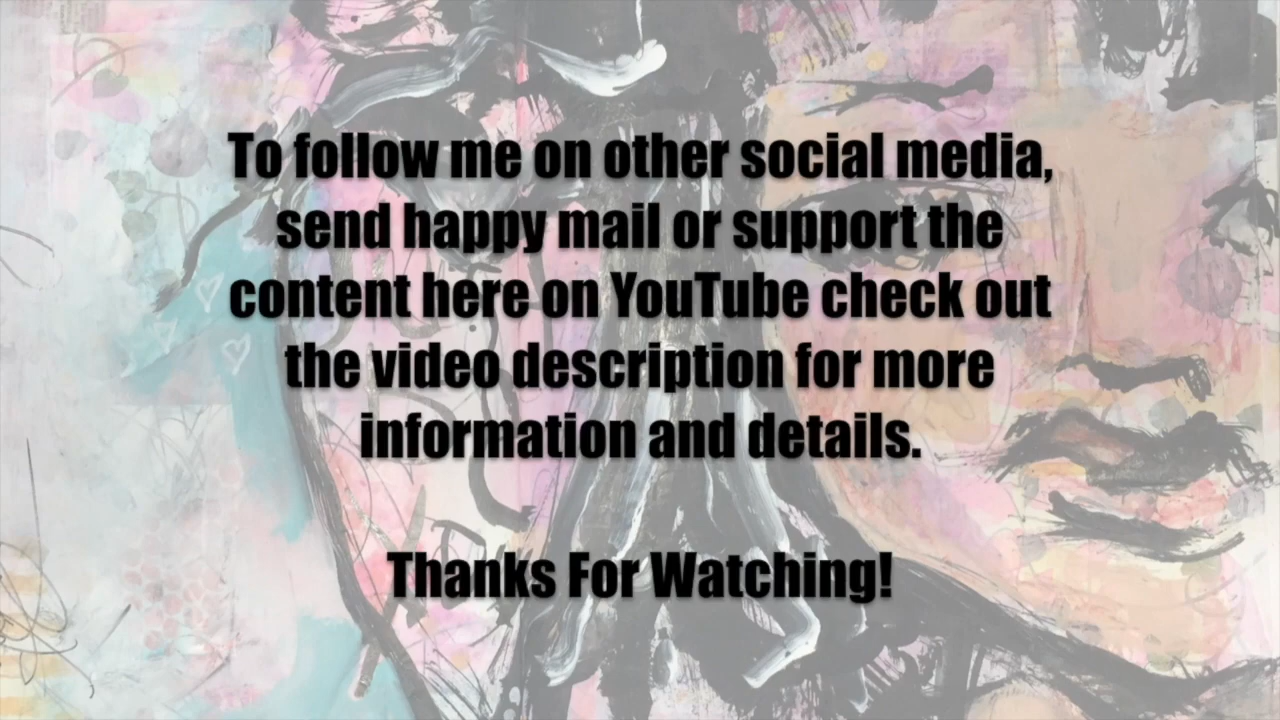 To follow me on other social media,
send happy mail or support the
content here on YouTube check out
the video description for more
information and details.
Thanks For Watching!